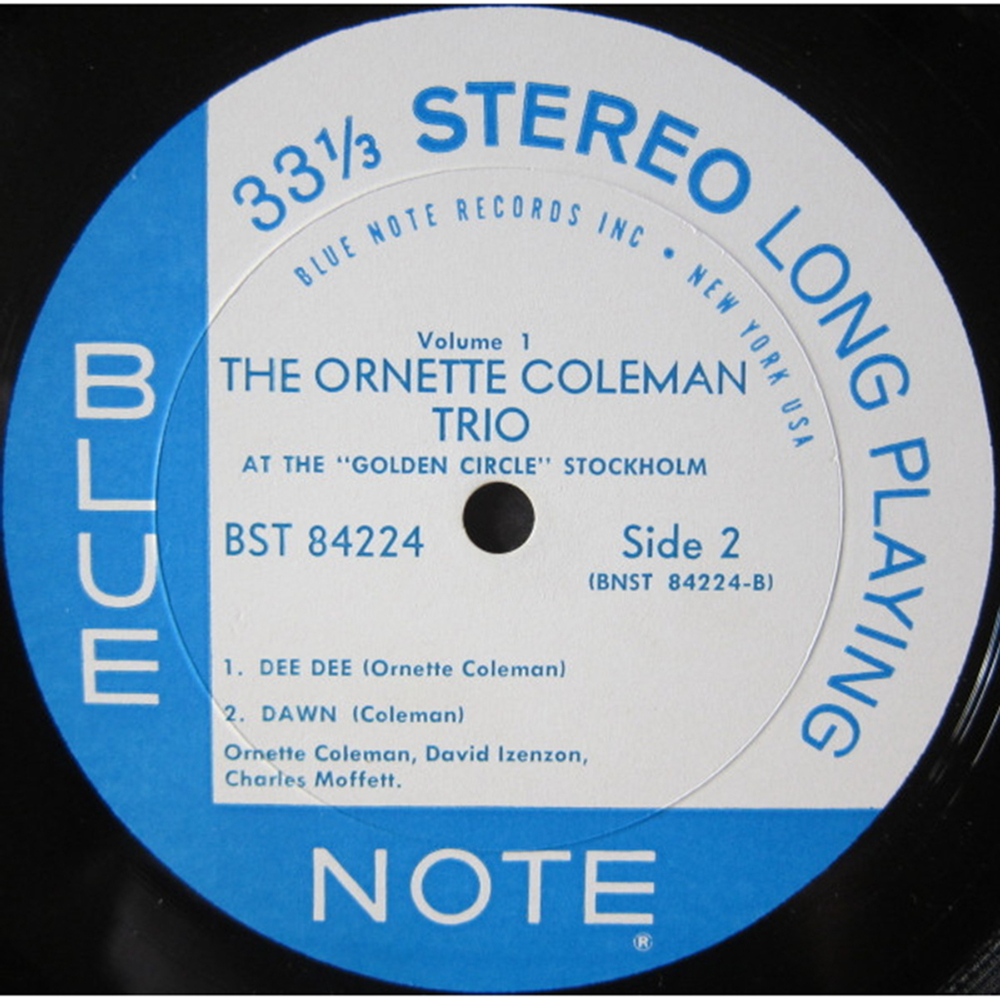 33⅓ STEREO LONG PLAYING
BLUE NOTE RECORDS INC • NEW YORK USA
Volume 1
THE ORNETTE COLEMAN
TRIO
AT THE "GOLDEN CIRCLE" STOCKHOLM
BST 84224
Side 2
(BNST 84224-B)
1. DEE DEE (Ornette Coleman)
2. DAWN (Coleman)
Ornette Coleman, David Izenzon,
Charles Moffett.
BLUE
NOTE
®